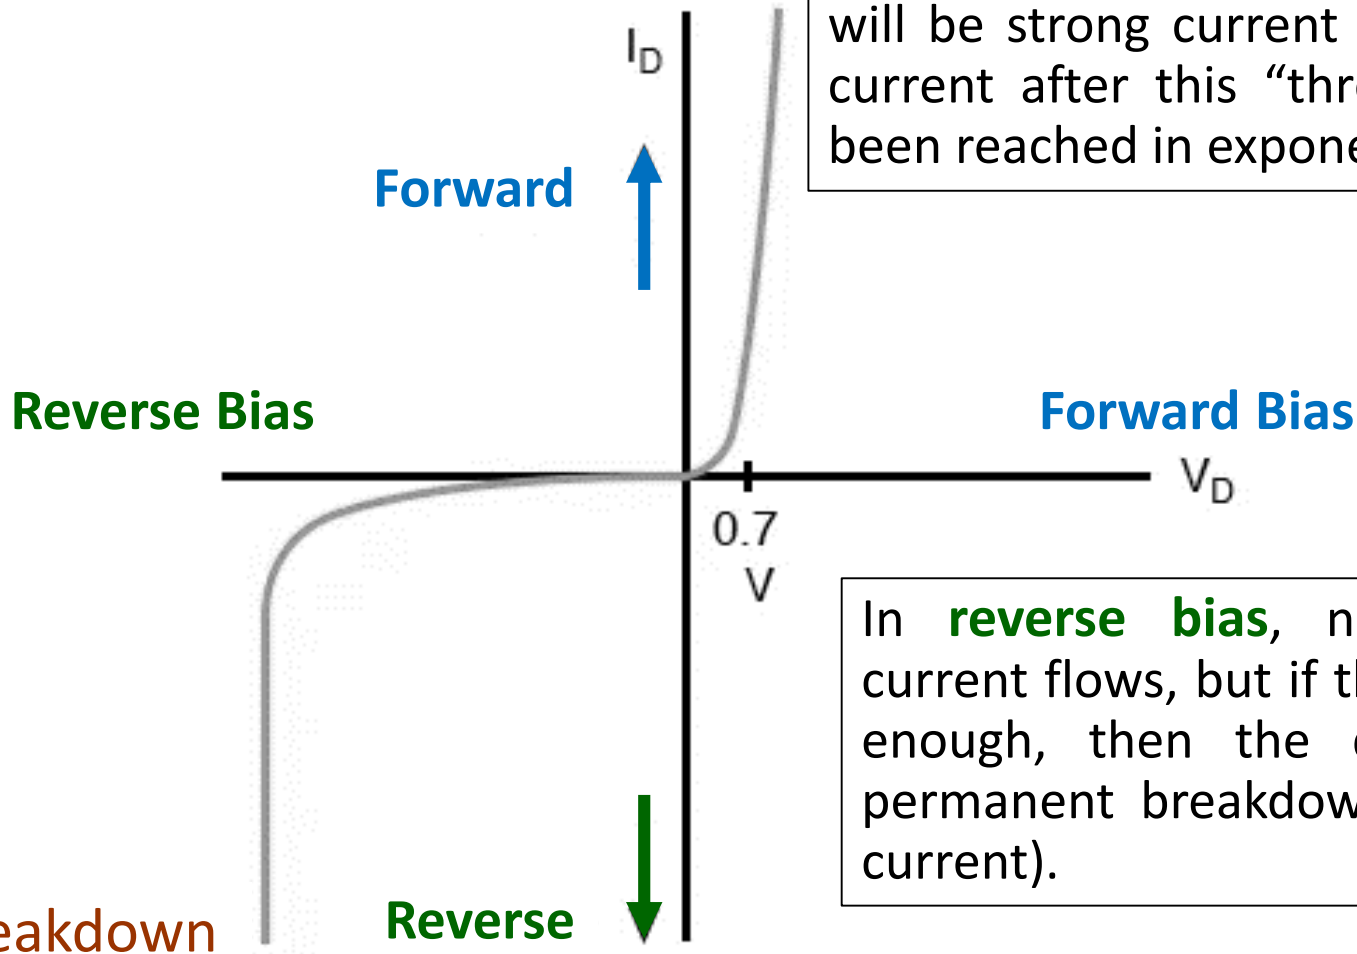 I_D
will be strong current
current after this “thr
been reached in expone
Forward
Reverse Bias
Forward Bias
V_D
0.7
V
In reverse bias, n
current flows, but if th
enough, then the
permanent breakdow
current).
Reverse
eakdown